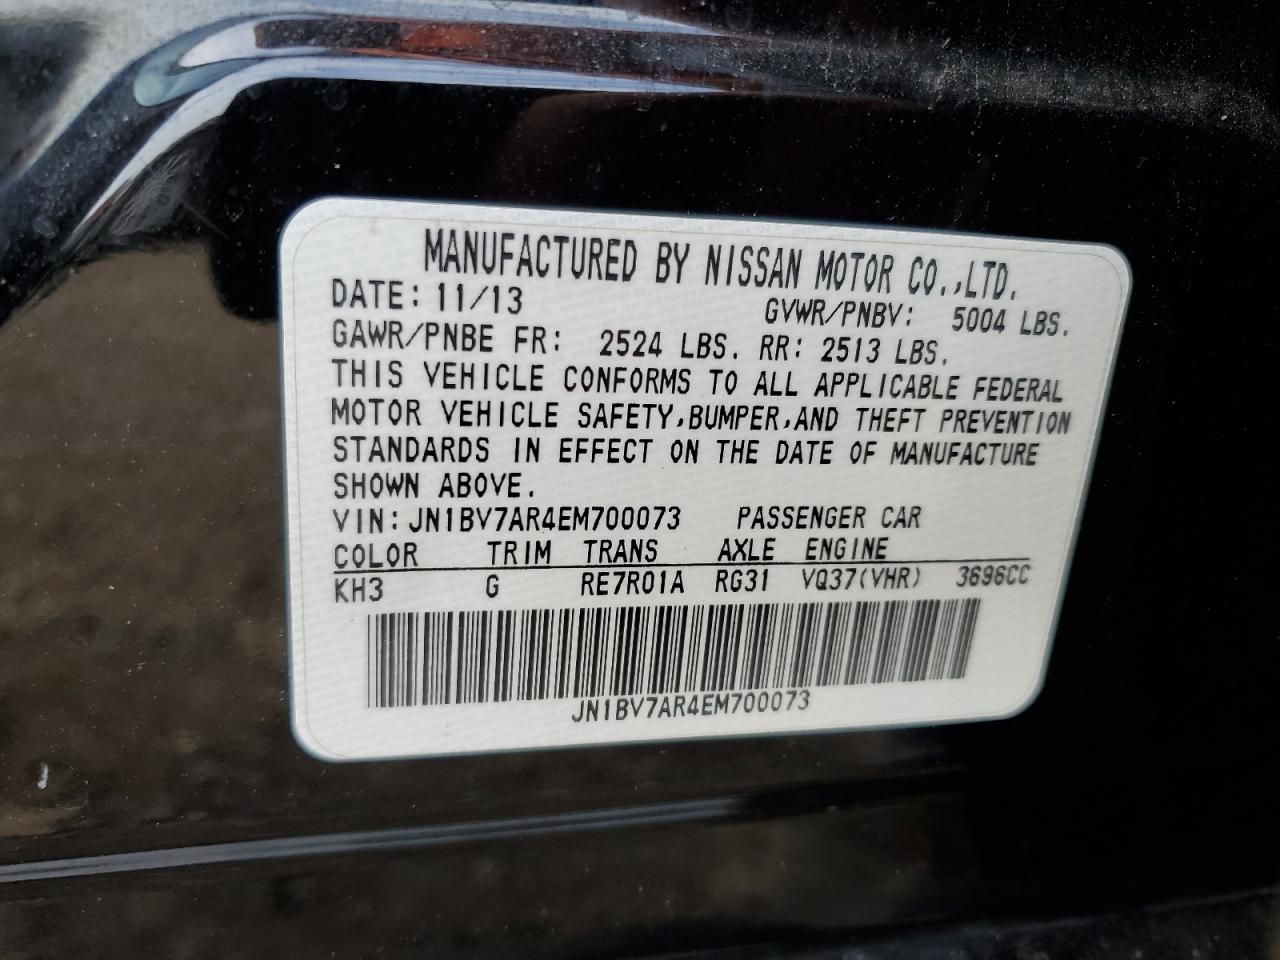 MANUFACTURED BY NISSAN MOTOR CO.,LTD.
DATE: 11/13 GVWR/PNBV: 5004 LBS.
GAWR/PNBE FR: 2524 LBS. RR: 2513 LBS.
THIS VEHICLE CONFORMS TO ALL APPLICABLE FEDERAL
MOTOR VEHICLE SAFETY,BUMPER,AND THEFT PREVENTION
STANDARDS IN EFFECT ON THE DATE OF MANUFACTURE
SHOWN ABOVE.
VIN: JN1BV7AR4EM700073 PASSENGER CAR
COLOR TRIM TRANS AXLE ENGINE
KH3 G RE7R01A RG31 VQ37(VHR) 3696CC
JN1BV7AR4EM700073